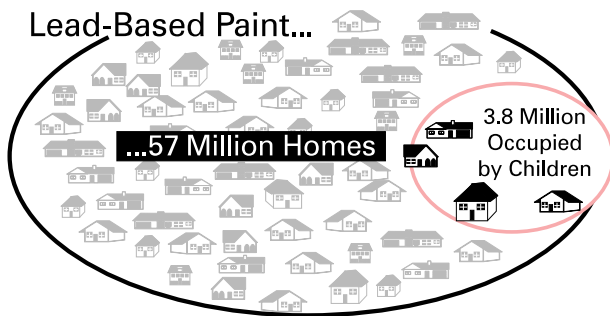 Lead-Based Paint...
...57 Million Homes
3.8 Million
Occupied
by Children